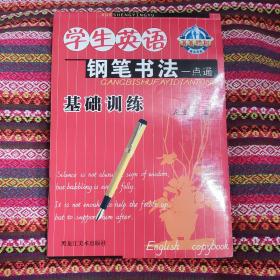 XUESHENGYINGYU
学生英语
钢笔书法一点通
GANGBISHUFAYIDIANTONG
基础训练
Silence is not always a sign of wisdom,
but babbling is ever a folly.
It is not enough to help the feeble up,
but to support him after.
English copybook
黑龙江美术出版社